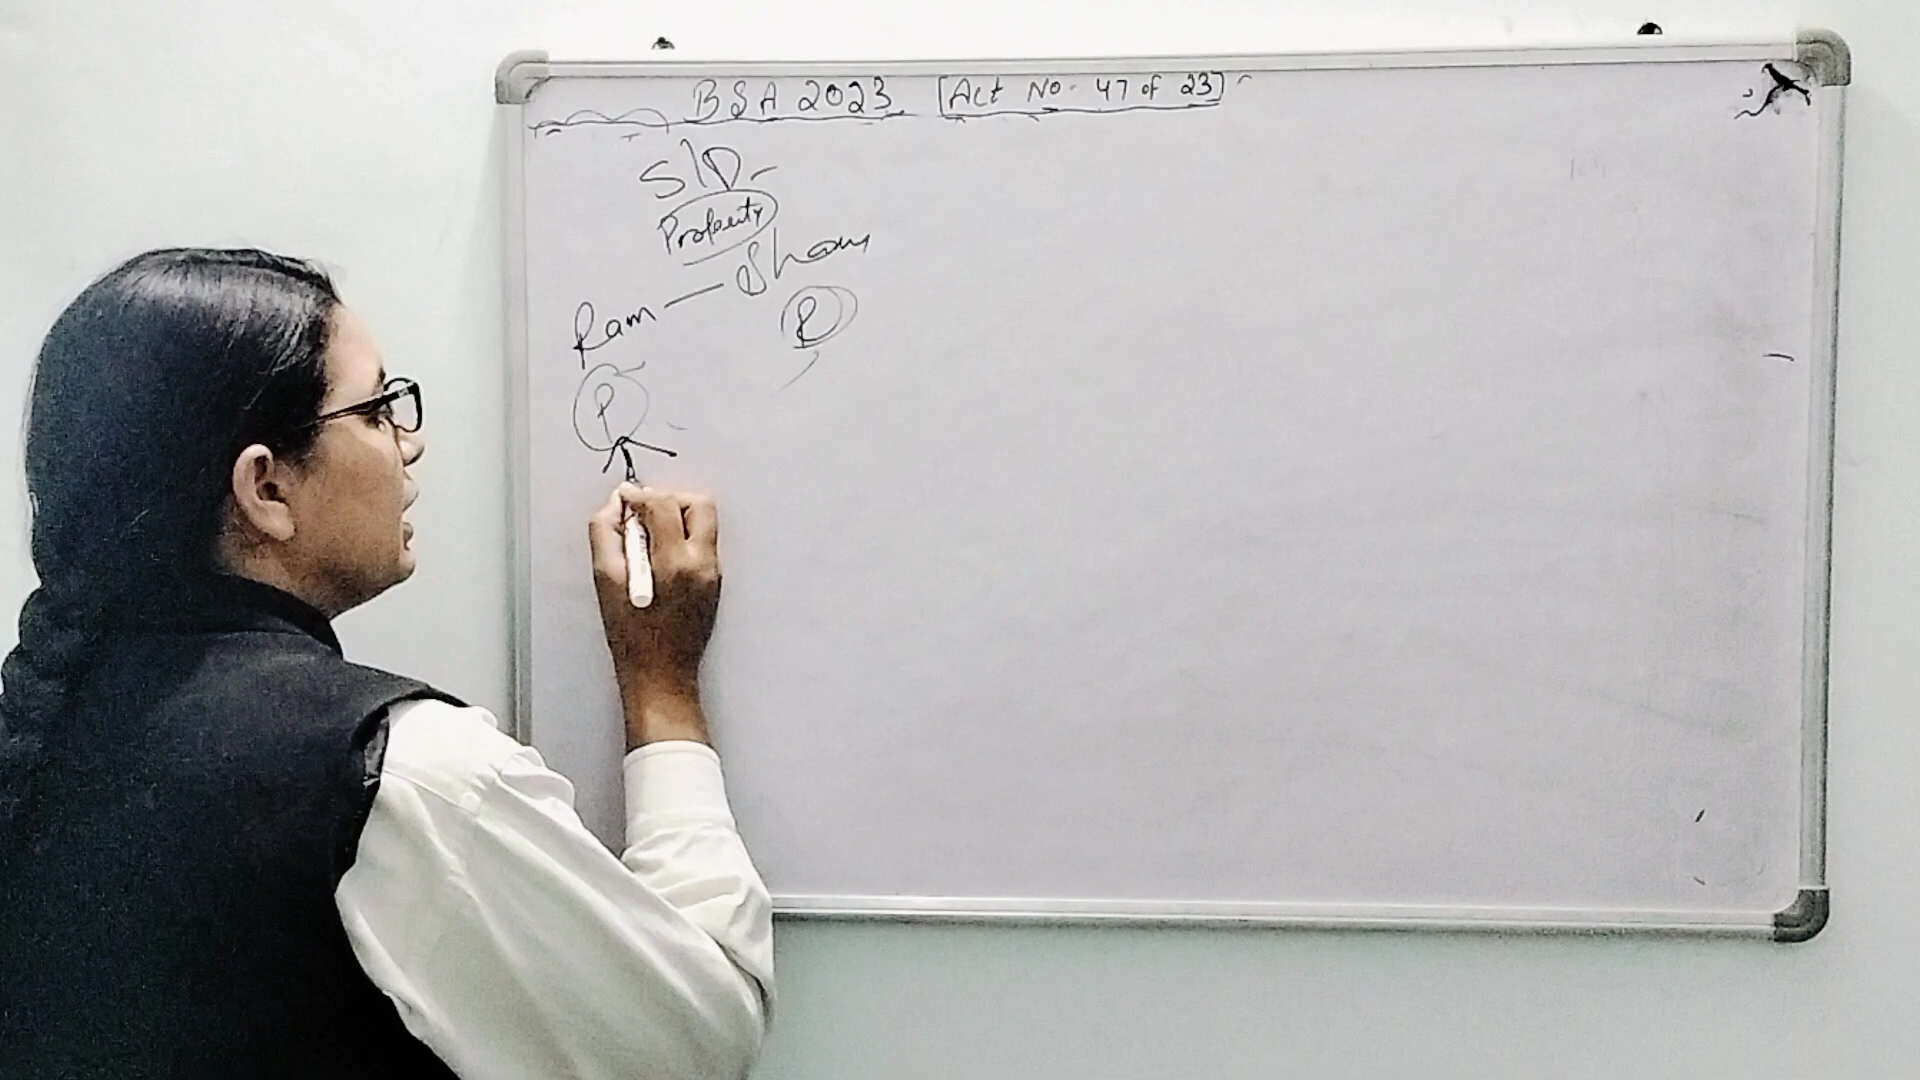 BSA 2023 [Act No. 47 of 23]
S/D
Property
Ram — Sham
P R